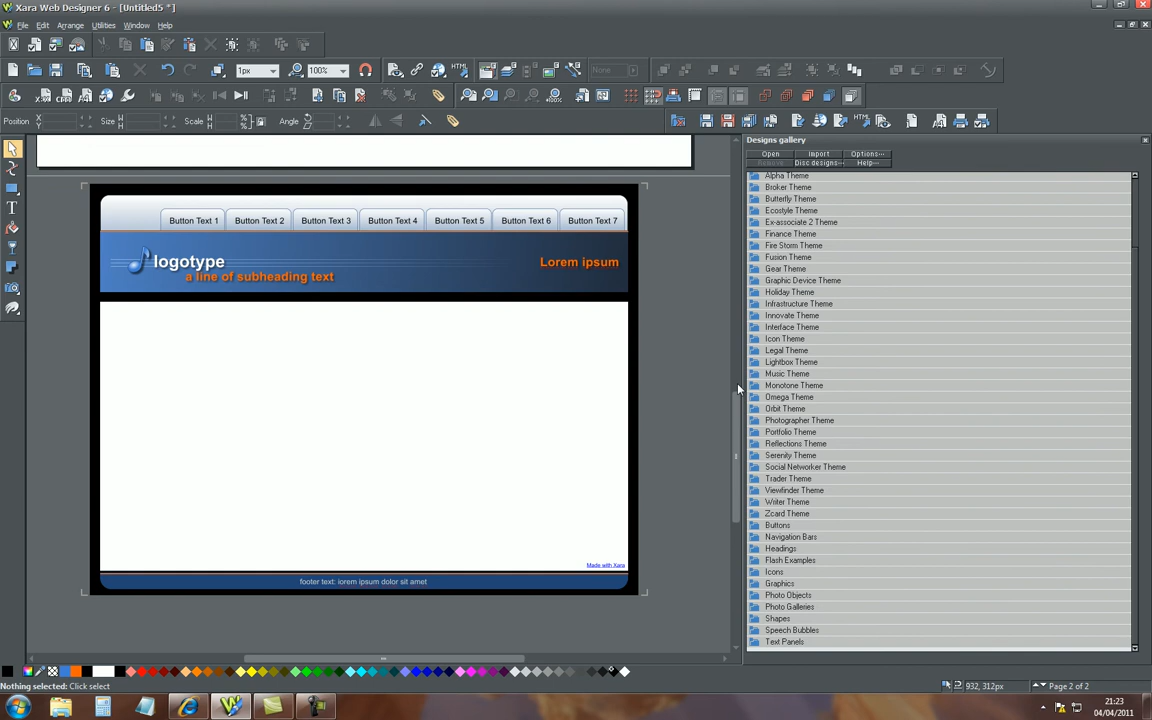 Xara Web Designer 6 - [Untitled5 *]
File Edit Arrange Utilities Window Help
1px 100% None
HTML
Position X Y Size W H Scale W H % Angle
Designs gallery
Open Import Options...
Remove Disc designs... Help...
Alpha Theme
Broker Theme
Butterfly Theme
Ecostyle Theme
Ex-associate 2 Theme
Finance Theme
Fire Storm Theme
Fusion Theme
Gear Theme
Graphic Device Theme
Holiday Theme
Infrastructure Theme
Innovate Theme
Interface Theme
Icon Theme
Legal Theme
Lightbox Theme
Music Theme
Monotone Theme
Omega Theme
Orbit Theme
Photographer Theme
Portfolio Theme
Reflections Theme
Serenity Theme
Social Networker Theme
Trader Theme
Viewfinder Theme
Writer Theme
Zcard Theme
Buttons
Navigation Bars
Headings
Flash Examples
Icons
Graphics
Photo Objects
Photo Galleries
Shapes
Speech Bubbles
Text Panels
Button Text 1 Button Text 2 Button Text 3 Button Text 4 Button Text 5 Button Text 6 Button Text 7
logotype
a line of subheading text
Lorem ipsum
Made with Xara
footer text: lorem ipsum dolor sit amet
Nothing selected: Click select
932, 312px Page 2 of 2
21:23
04/04/2011